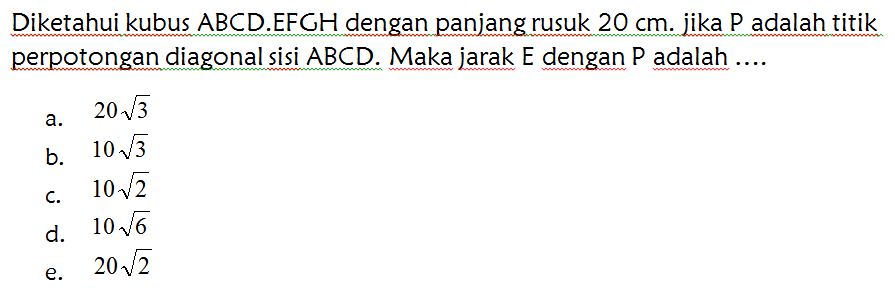 Diketahui kubus ABCD.EFGH dengan panjang rusuk 20 cm. jika P adalah titik
perpotongan diagonal sisi ABCD. Maka jarak E dengan P adalah ....
a. 20√3
b. 10√3
c. 10√2
d. 10√6
e. 20√2